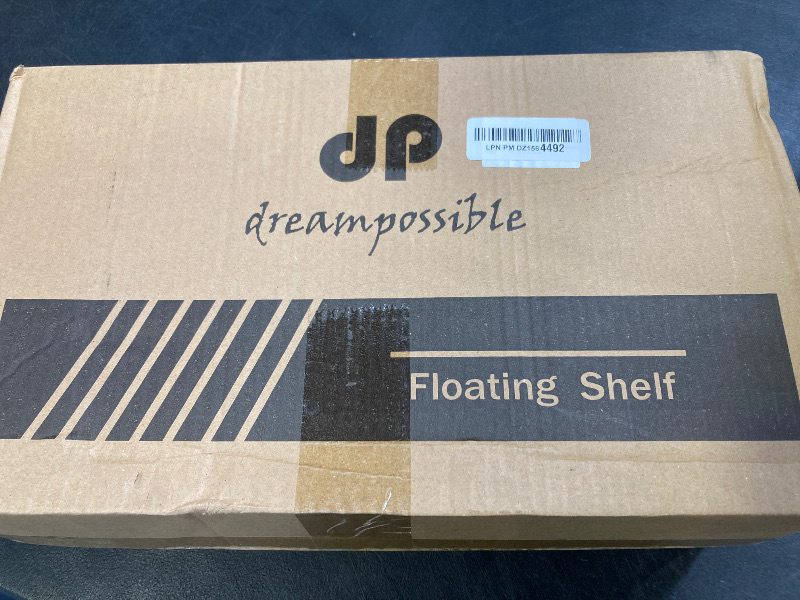 dp
LPN PM DZ1564492
dreampossible
Floating Shelf